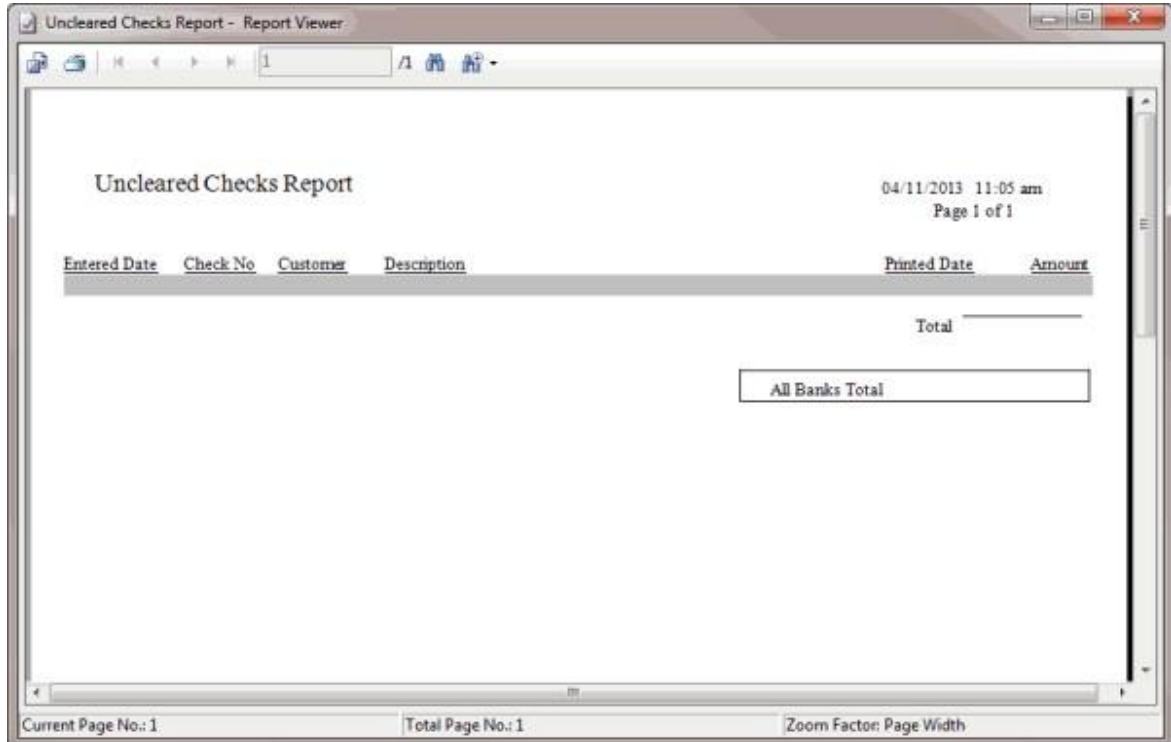 Uncleared Checks Report - Report Viewer
1 /1
Uncleared Checks Report
04/11/2013 11:05 am
Page 1 of 1
Entered Date Check No Customer Description Printed Date Amount
Total
All Banks Total
Current Page No.: 1 Total Page No.: 1 Zoom Factor: Page Width